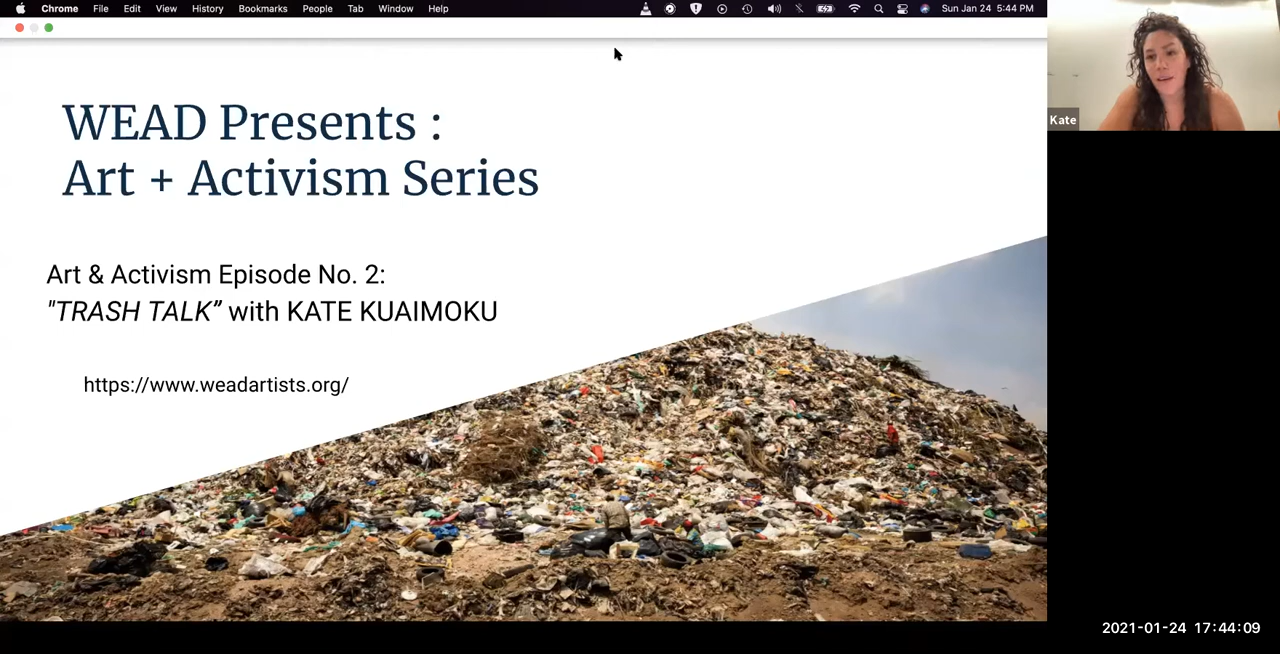 Chrome File Edit View History Bookmarks People Tab Window Help Sun Jan 24 5:44 PM
WEAD Presents :
Art + Activism Series
Kate
Art & Activism Episode No. 2:
"TRASH TALK” with KATE KUAIMOKU
https://www.weadartists.org/
2021-01-24 17:44:09